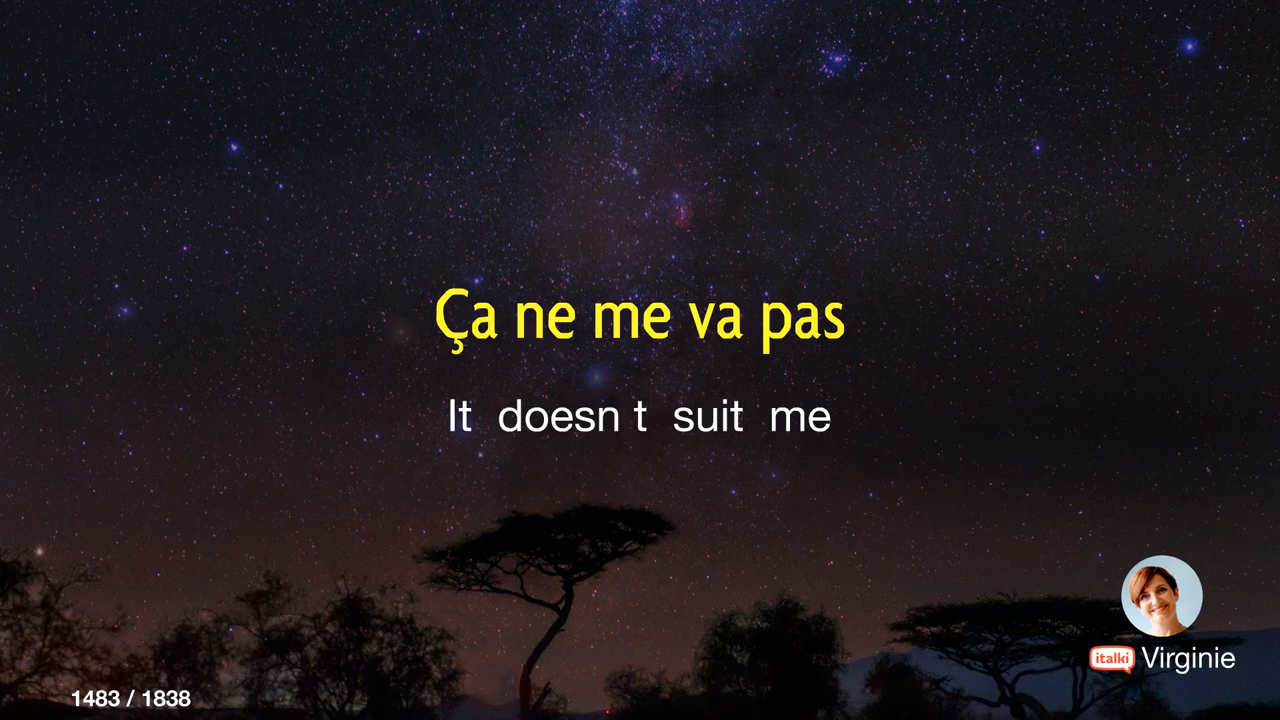 Ça ne me va pas
It doesn t suit me
italki Virginie
1483 / 1838